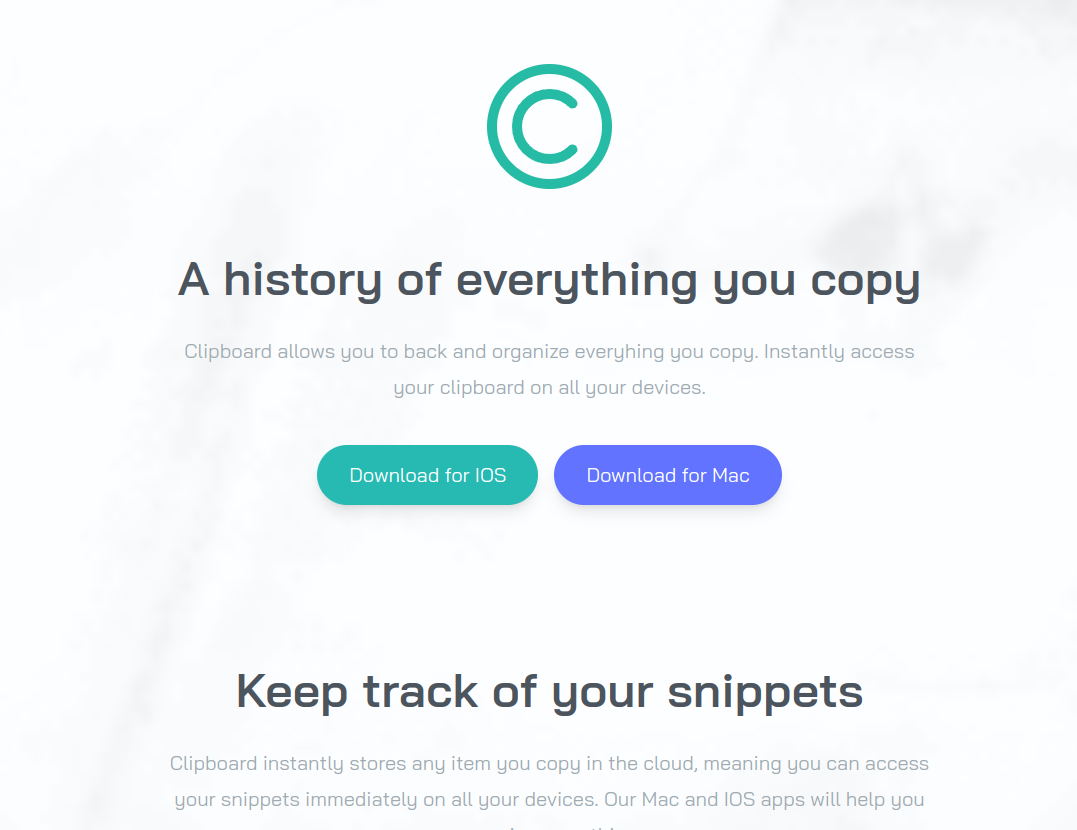 A history of everything you copy
Clipboard allows you to back and organize everyhing you copy. Instantly access
your clipboard on all your devices.
Download for IOS
Download for Mac
Keep track of your snippets
Clipboard instantly stores any item you copy in the cloud, meaning you can access
your snippets immediately on all your devices. Our Mac and IOS apps will help you